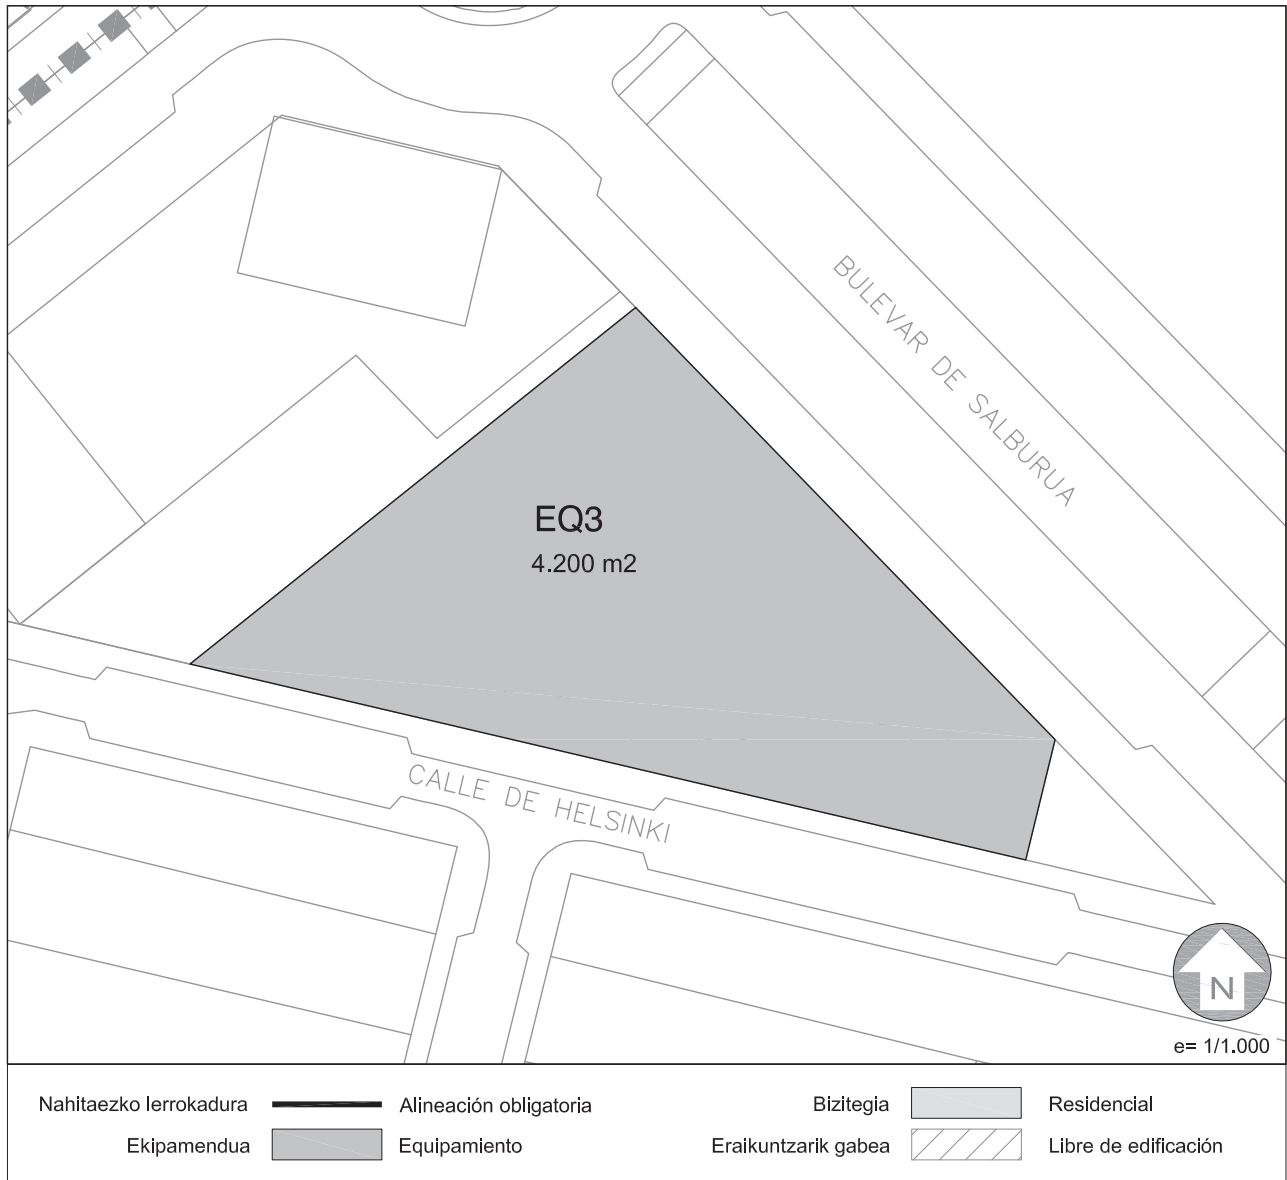 BULEVAR DE SALBURUA
EQ3
4.200 m2
CALLE DE HELSINKI
N
e= 1/1.000
Nahitaezko lerrokadura Alineación obligatoria
Bizitegia Residencial
Ekipamendua Equipamiento
Eraikuntzarik gabea Libre de edificación